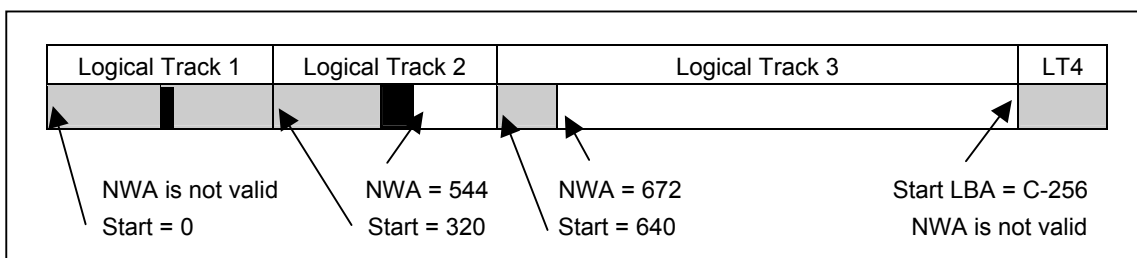 Logical Track 1 Logical Track 2 Logical Track 3 LT4
NWA is not valid NWA = 544 NWA = 672 Start LBA = C-256
Start = 0 Start = 320 Start = 640 NWA is not valid